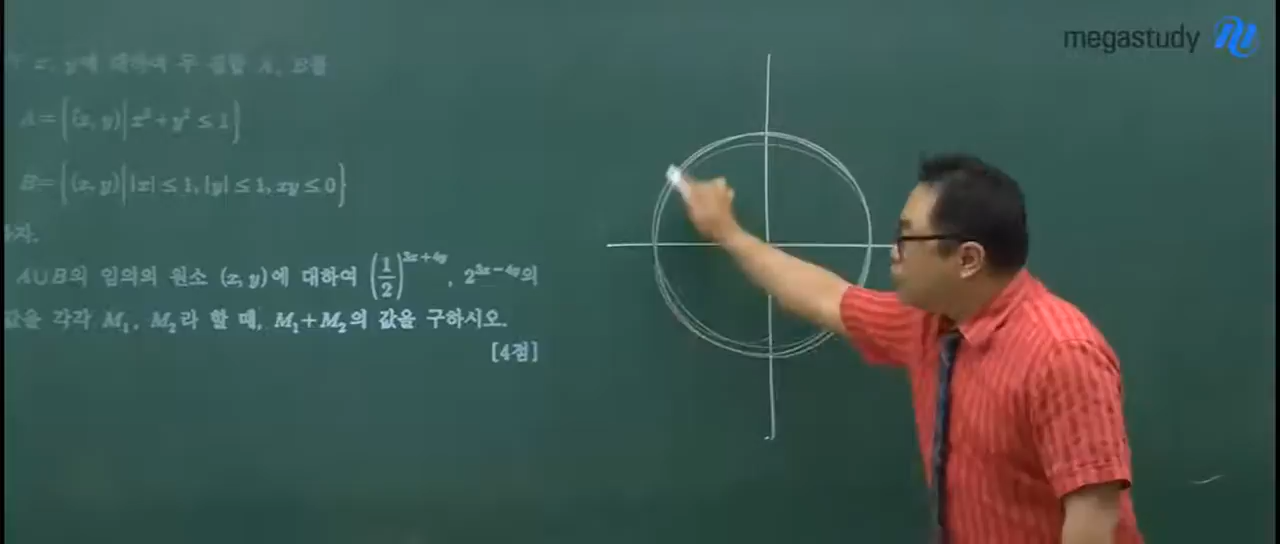 megastudy
x, y에 대하여 두 집합 A, B를
A={(x, y)|x²+y² ≤ 1}
B={(x, y)||x| ≤ 1, |y| ≤ 1, xy ≤ 0}
하자.
A∪B의 임의의 원소 (x, y)에 대하여 (1/2)^(3x+4y), 2^(3x-4y)의
값을 각각 M₁, M₂라 할 때, M₁+M₂의 값을 구하시오.
[4점]